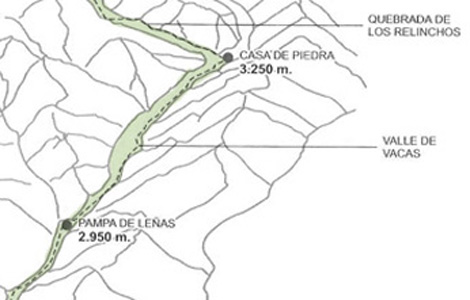 QUEBRADA DE
LOS RELINCHOS
CASA DE PIEDRA
3.250 m.
VALLE DE
VACAS
PAMPA DE LEÑAS
2.950 m.